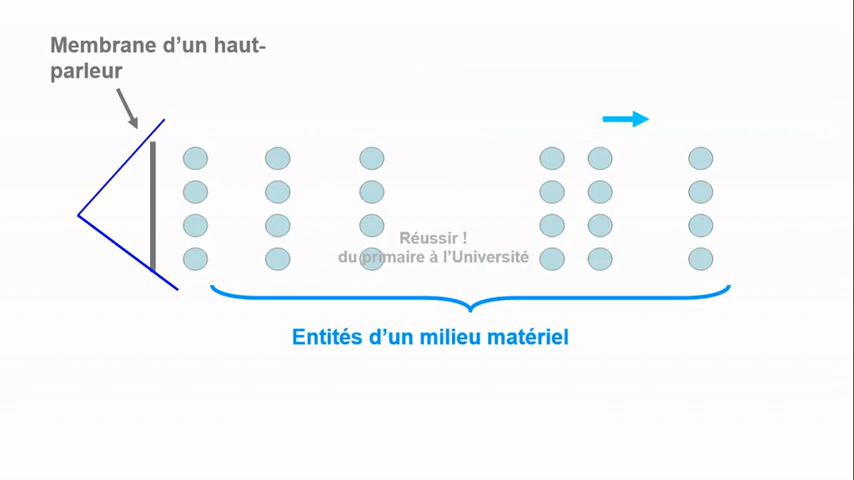 Membrane d’un haut-
parleur
Réussir !
du primaire à l’Université
Entités d’un milieu matériel